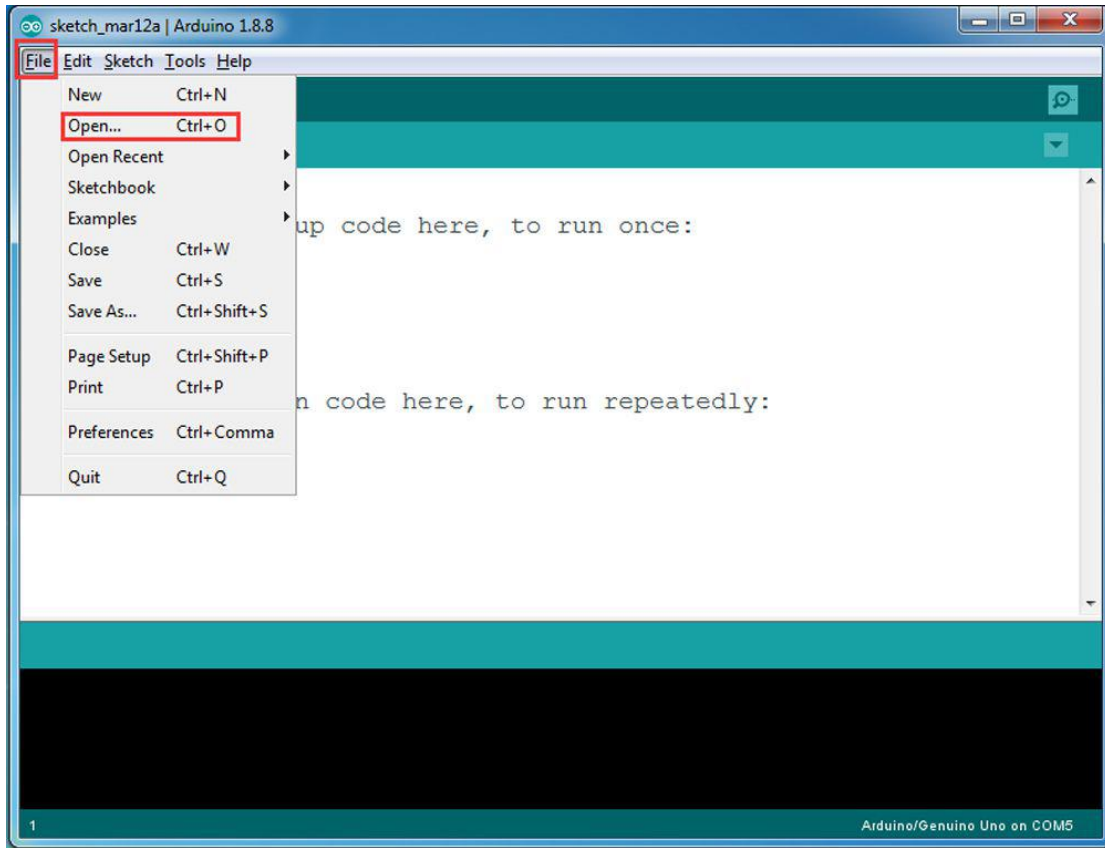 sketch_mar12a | Arduino 1.8.8
File Edit Sketch Tools Help
New Ctrl+N
Open... Ctrl+O
Open Recent
Sketchbook
Examples
Close Ctrl+W
Save Ctrl+S
Save As... Ctrl+Shift+S
Page Setup Ctrl+Shift+P
Print Ctrl+P
Preferences Ctrl+Comma
Quit Ctrl+Q
up code here, to run once:
n code here, to run repeatedly:
1 Arduino/Genuino Uno on COM5